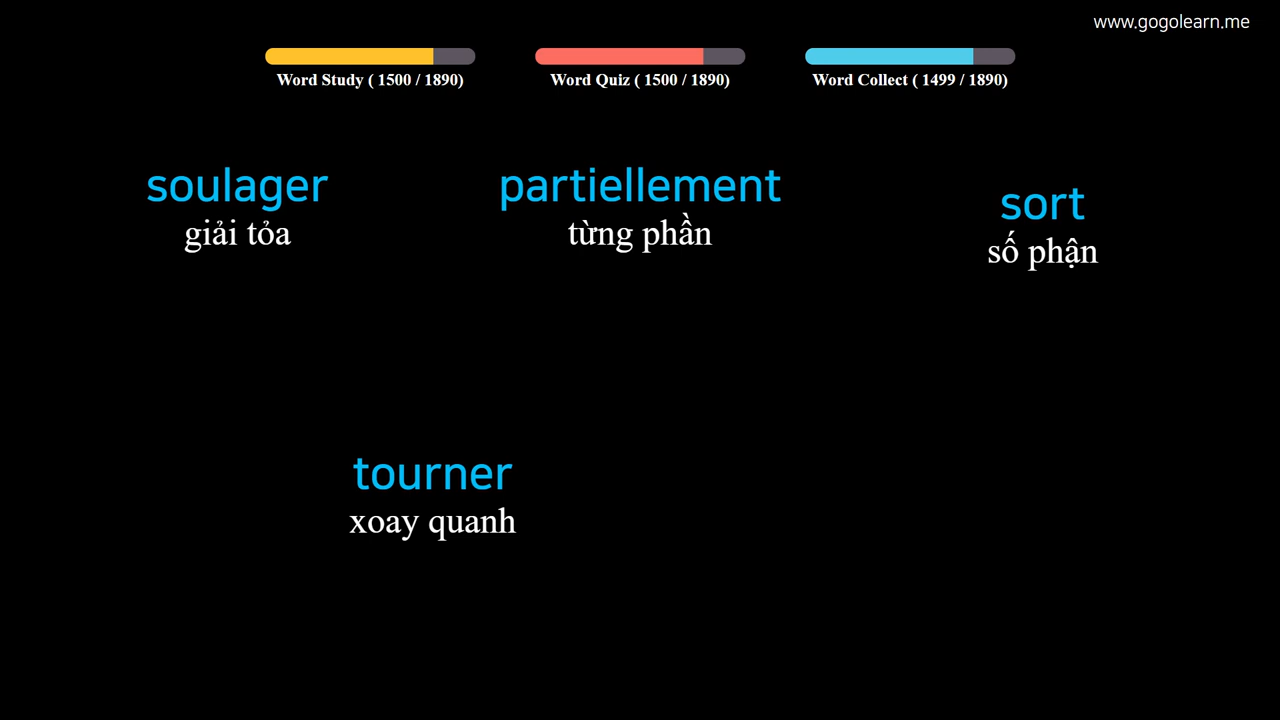 www.gogolearn.me
Word Study ( 1500 / 1890)
Word Quiz ( 1500 / 1890)
Word Collect ( 1499 / 1890)
soulager
giải tỏa
partiellement
từng phần
sort
số phận
tourner
xoay quanh